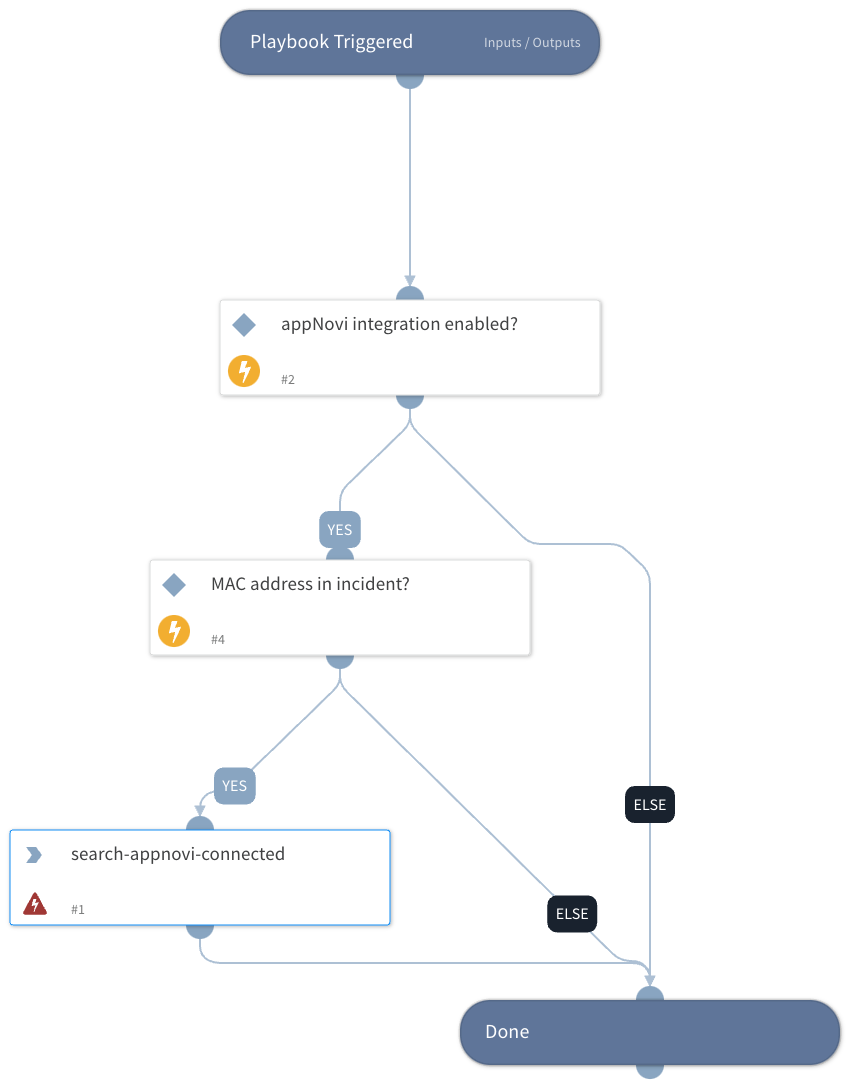 Playbook Triggered
Inputs / Outputs
appNovi integration enabled?
#2
YES
MAC address in incident?
#4
YES
ELSE
search-appnovi-connected
#1
ELSE
Done